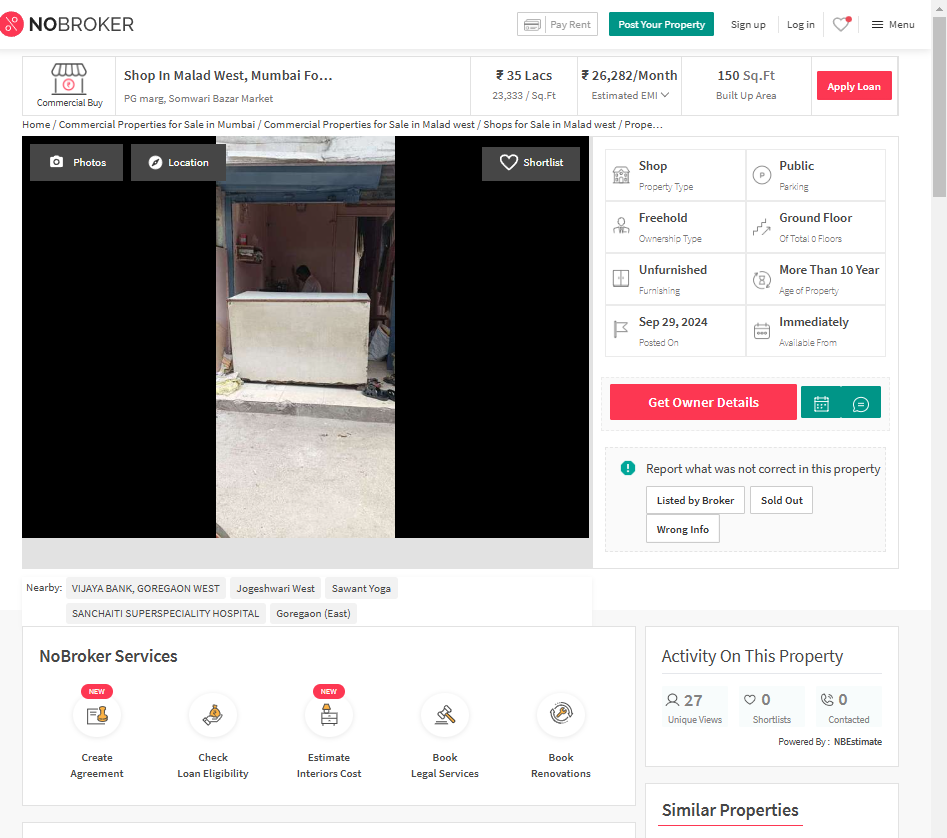 NOBROKER
Pay Rent
Post Your Property
Sign up
Log in
Menu
Commercial Buy
Shop In Malad West, Mumbai Fo...
PG marg, Somwari Bazar Market
₹ 35 Lacs
23,333 / Sq.Ft
₹ 26,282/Month
Estimated EMI
150 Sq.Ft
Built Up Area
Apply Loan
Home / Commercial Properties for Sale in Mumbai / Commercial Properties for Sale in Malad west / Shops for Sale in Malad west / Prope...
Photos
Location
Shortlist
Shop
Property Type
Public
Parking
Freehold
Ownership Type
Ground Floor
Of Total 0 Floors
Unfurnished
Furnishing
More Than 10 Year
Age of Property
Sep 29, 2024
Posted On
Immediately
Available From
Get Owner Details
Report what was not correct in this property
Listed by Broker
Sold Out
Wrong Info
Nearby: VIJAYA BANK, GOREGAON WEST Jogeshwari West Sawant Yoga
SANCHAITI SUPERSPECIALITY HOSPITAL Goregaon (East)
NoBroker Services
NEW
Create
Agreement
Check
Loan Eligibility
NEW
Estimate
Interiors Cost
Book
Legal Services
Book
Renovations
Activity On This Property
27
Unique Views
0
Shortlists
0
Contacted
Powered By : NBEstimate
Similar Properties